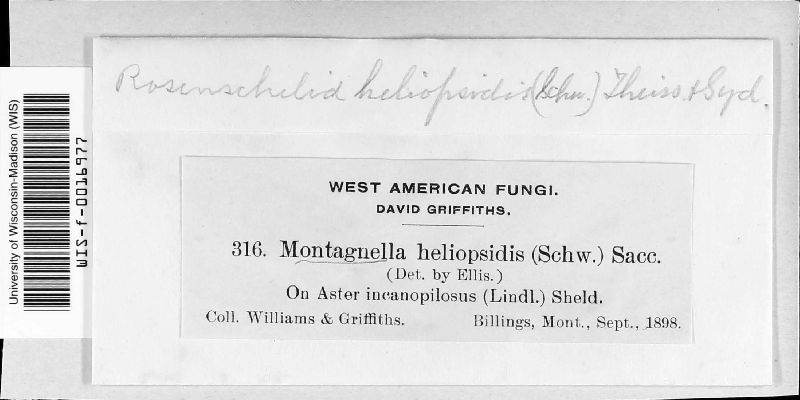 Rosenschelid heliopsidis (Schw.) Theiss. & Syd.
University of Wisconsin-Madison (WIS)
WIS-f-0016977
WEST AMERICAN FUNGI.
DAVID GRIFFITHS.
316. Montagnella heliopsidis (Schw.) Sacc.
(Det. by Ellis.)
On Aster incanopilosus (Lindl.) Sheld.
Coll. Williams & Griffiths. Billings, Mont., Sept., 1898.